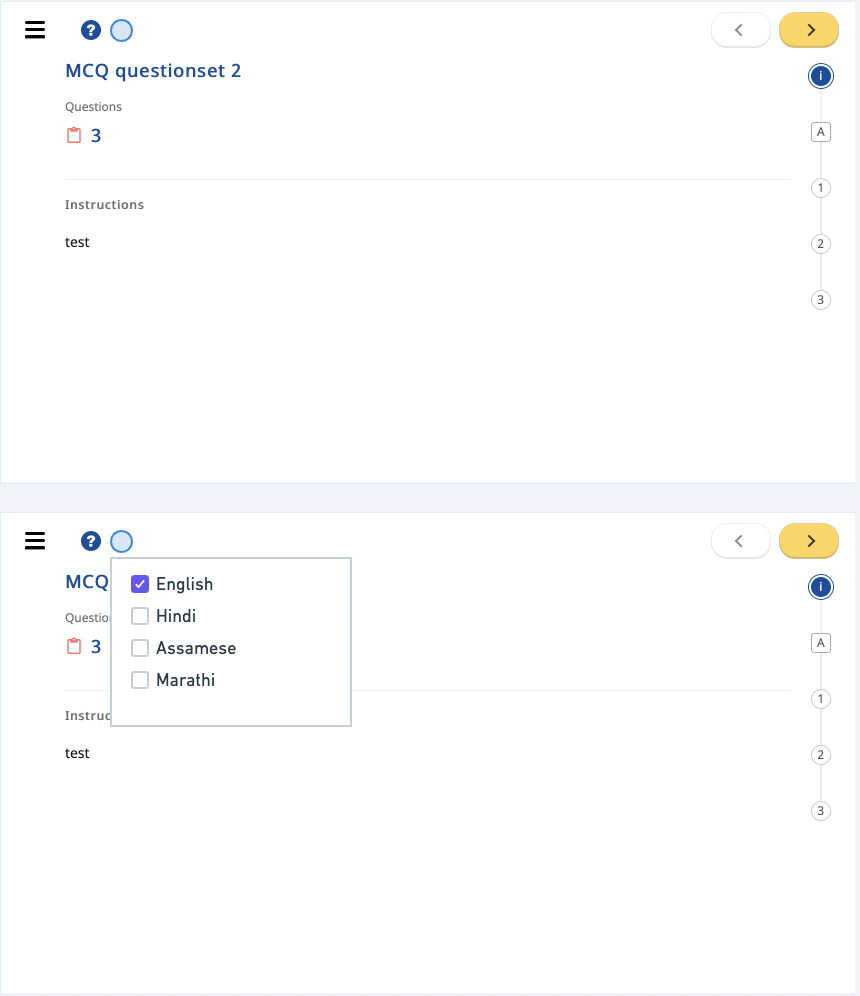 ?
MCQ questionset 2
i
Questions
3
A
1
Instructions
test
2
3
?
English
MCQ
i
Hindi
Questio
3
Assamese
A
Marathi
1
Instruc
test
2
3